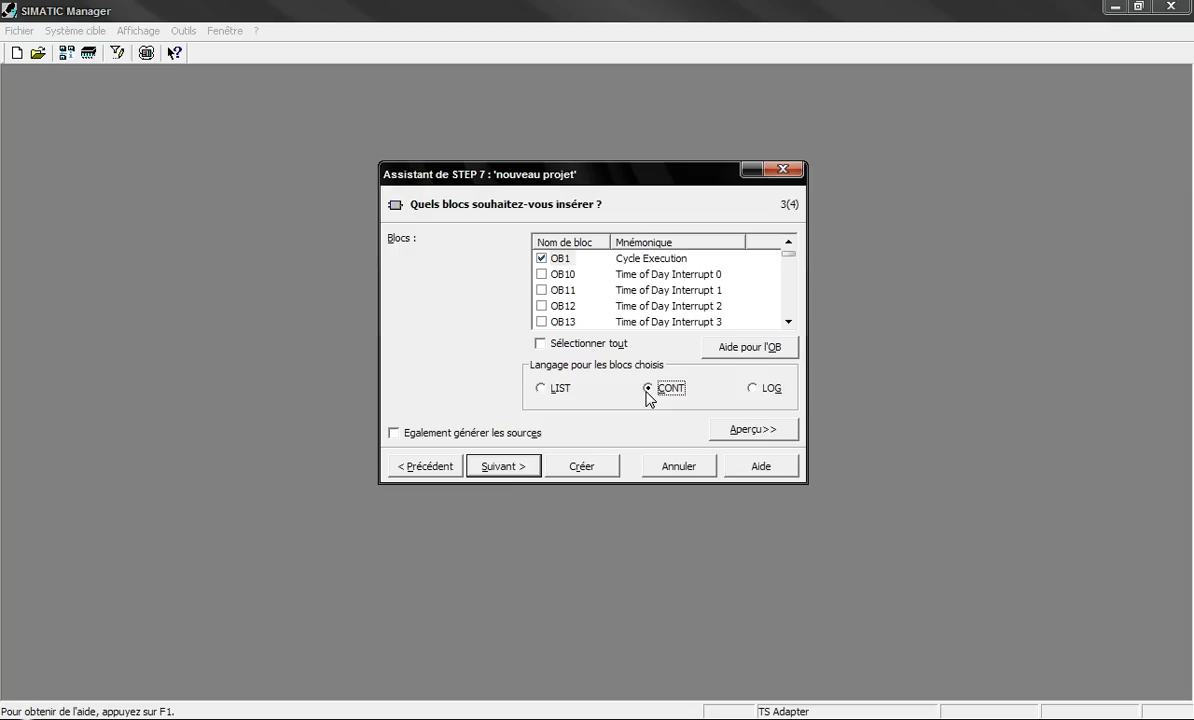 SIMATIC Manager
Fichier Système cible Affichage Outils Fenêtre ?
Assistant de STEP 7 : 'nouveau projet'
Quels blocs souhaitez-vous insérer ? 3(4)
Blocs :
Nom de bloc Mnémonique
OB1 Cycle Execution
OB10 Time of Day Interrupt 0
OB11 Time of Day Interrupt 1
OB12 Time of Day Interrupt 2
OB13 Time of Day Interrupt 3
Sélectionner tout
Aide pour l'OB
Langage pour les blocs choisis
LIST CONT LOG
Aperçu>>
Egalement générer les sources
< Précédent Suivant > Créer Annuler Aide
Pour obtenir de l'aide, appuyez sur F1. TS Adapter